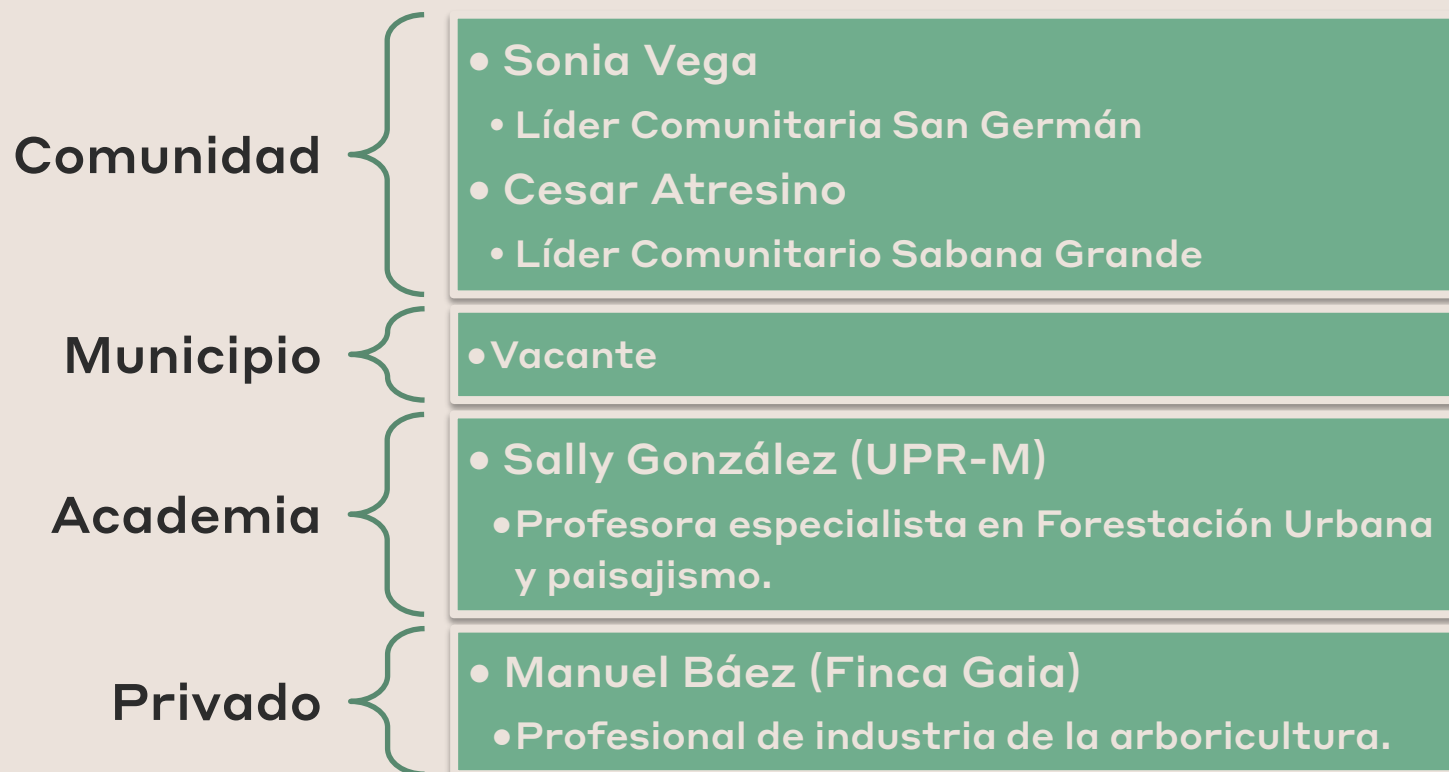 Comunidad
• Sonia Vega
• Líder Comunitaria San Germán
• Cesar Atresino
• Líder Comunitario Sabana Grande
Municipio
•Vacante
Academia
• Sally González (UPR-M)
•Profesora especialista en Forestación Urbana
y paisajismo.
Privado
• Manuel Báez (Finca Gaia)
•Profesional de industria de la arboricultura.